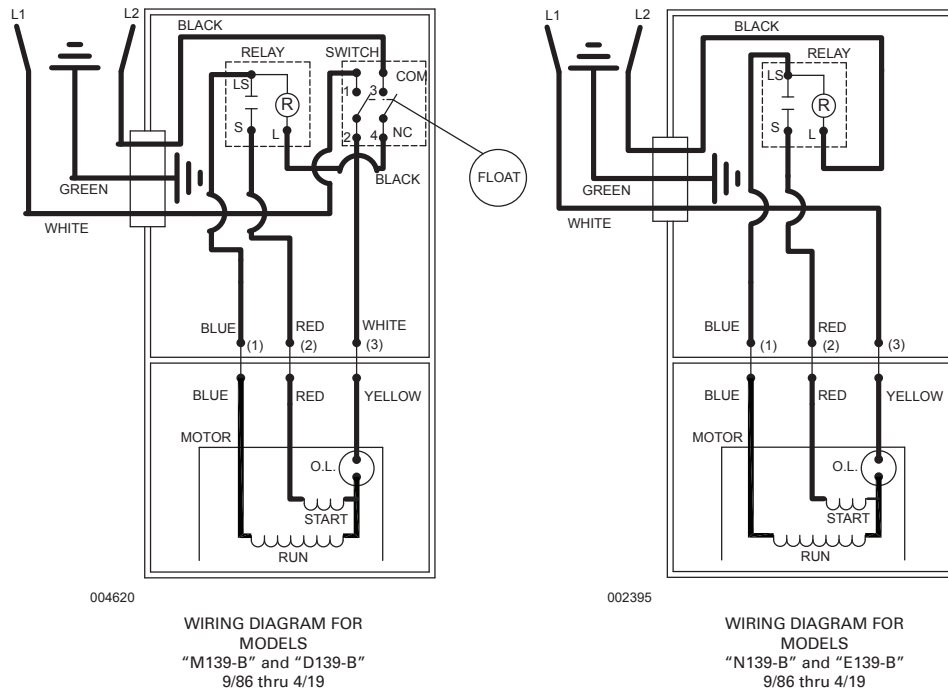 L1
L2
BLACK
SWITCH
RELAY
COM
LS
1
3
R
S
L
2
4
NC
BLACK
FLOAT
GREEN
WHITE
BLUE
RED
WHITE
(1)
(2)
(3)
BLUE
RED
YELLOW
MOTOR
O.L.
START
RUN
004620
WIRING DIAGRAM FOR
MODELS
“M139-B” and “D139-B”
9/86 thru 4/19
L1
L2
BLACK
RELAY
LS
R
S
L
GREEN
WHITE
BLUE
RED
(1)
(2)
(3)
BLUE
RED
YELLOW
MOTOR
O.L.
START
RUN
002395
WIRING DIAGRAM FOR
MODELS
“N139-B” and “E139-B”
9/86 thru 4/19